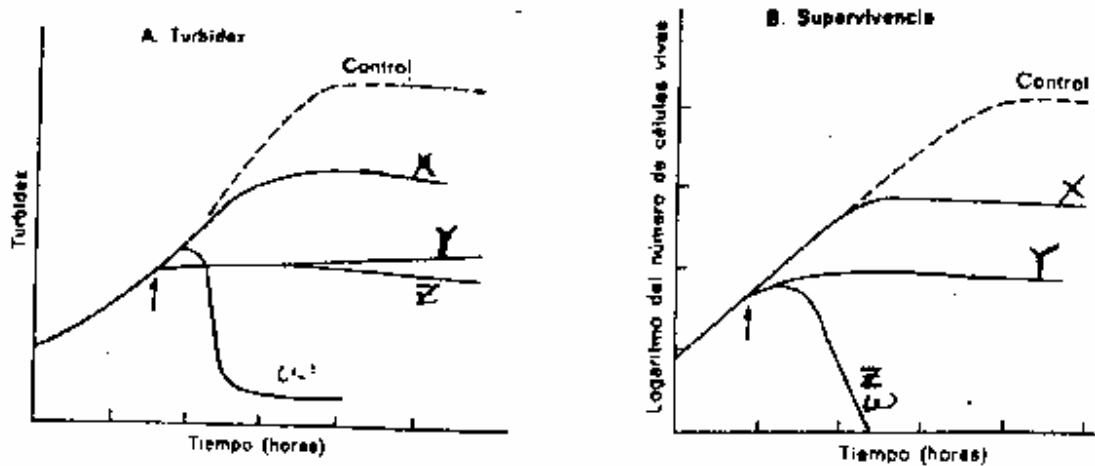 A. Turbidez
Control
X
Y
Z
Turbidez
Tiempo (horas)
B. Supervivencia
Control
X
Y
Logaritmo del número de células vivas
Tiempo (horas)